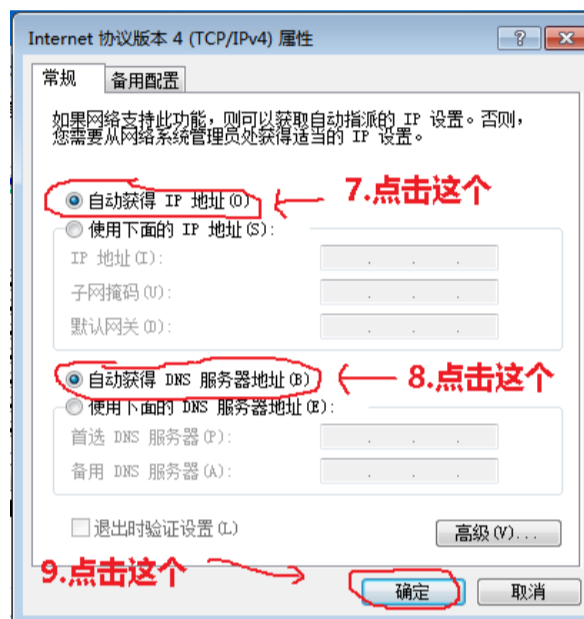 Internet 协议版本 4 (TCP/IPv4) 属性
常规 备用配置
如果网络支持此功能，则可以获取自动指派的 IP 设置。否则，
您需要从网络系统管理员处获得适当的 IP 设置。
自动获得 IP 地址(O) 7.点击这个
使用下面的 IP 地址(S):
IP 地址(I):
子网掩码(U):
默认网关(D):
自动获得 DNS 服务器地址(B) 8.点击这个
使用下面的 DNS 服务器地址(E):
首选 DNS 服务器(P):
备用 DNS 服务器(A):
退出时验证设置(L)
高级(V)...
9.点击这个
确定 取消